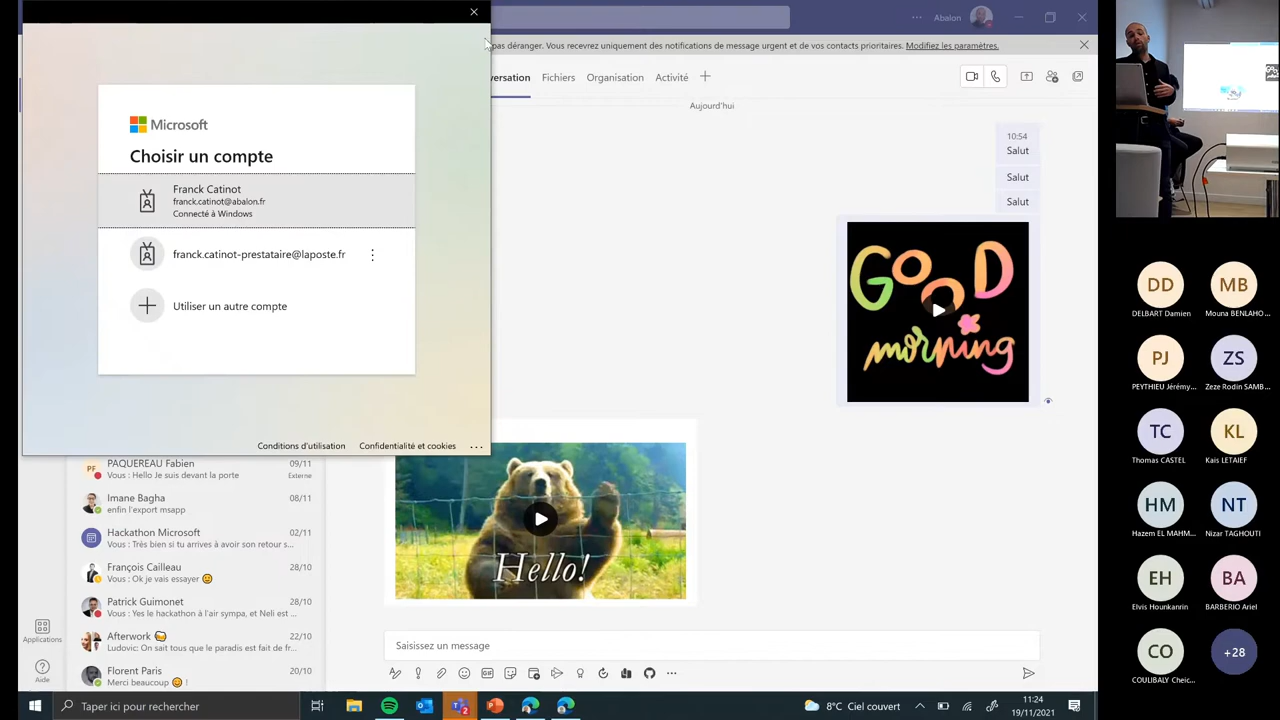 Abalon
pas déranger. Vous recevrez uniquement des notifications de message urgent et de vos contacts prioritaires. Modifiez les paramètres.
Fichiers
Organisation
Activité
Aujourd'hui
Microsoft
Choisir un compte
Franck Catinot
franck.catinot@abalon.fr
Connecté à Windows
franck.catinot-prestataire@laposte.fr
Utiliser un autre compte
Conditions d'utilisation
Confidentialité et cookies
10:54
Salut
Salut
Salut
GOOD
morning
Hello!
PF
PAQUEREAU Fabien
09/11
Vous : Hello Je suis devant la porte
Externe
Imane Bagha
08/11
enfin l'export msapp
Hackathon Microsoft
02/11
Vous : Très bien si tu arrives à avoir son retour s...
François Cailleau
28/10
Vous : Ok je vais essayer
Patrick Guimonet
28/10
Vous : Yes le hackathon à l'air sympa, et Neli est ...
Afterwork
22/10
Ludovic: On sait tous que le paradis est fait de fr...
Florent Paris
20/10
Merci beaucoup !
Applications
Aide
Saisissez un message
GIF
Taper ici pour rechercher
8°C Ciel couvert
11:24
19/11/2021
DD
DELBART Damien
MB
Mouna BENLAHO...
PJ
PEYTHIEU Jérémy...
ZS
Zeze Rodin SAMB...
TC
Thomas CASTEL
KL
Kais LETAIEF
HM
Hazem EL MAHM...
NT
Nizar TAGHOUTI
EH
Elvis Hounkanrin
BA
BARBERIO Ariel
CO
COULIBALY Cheic...
+28